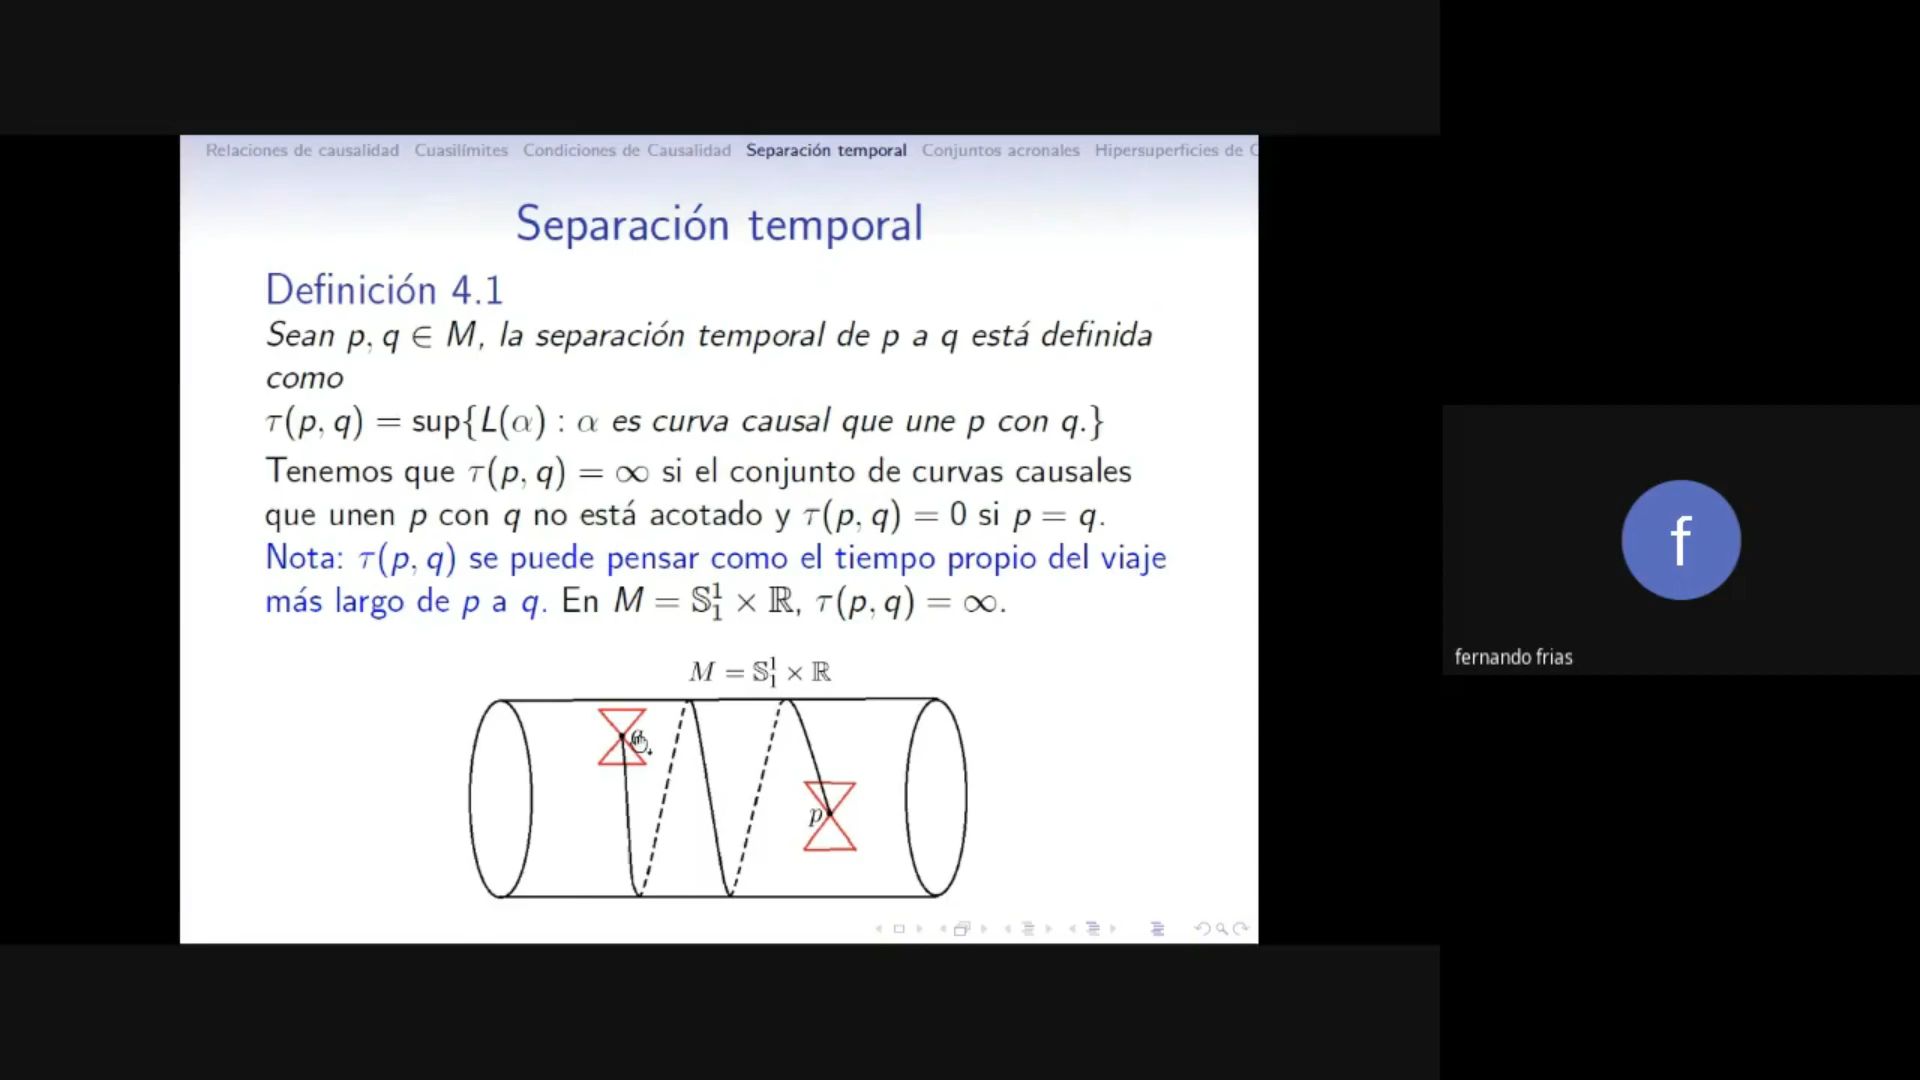 Relaciones de causalidad Cuasilímites Condiciones de Causalidad Separación temporal Conjuntos acronales Hipersuperficies de C
Separación temporal
Definición 4.1
Sean p, q ∈ M, la separación temporal de p a q está definida
como
τ(p, q) = sup{L(α) : α es curva causal que une p con q.}
Tenemos que τ(p, q) = ∞ si el conjunto de curvas causales
que unen p con q no está acotado y τ(p, q) = 0 si p = q.
Nota: τ(p, q) se puede pensar como el tiempo propio del viaje
más largo de p a q. En M = 𝕊₁¹ × ℝ, τ(p, q) = ∞.
M = 𝕊₁¹ × ℝ
p
f
fernando frias